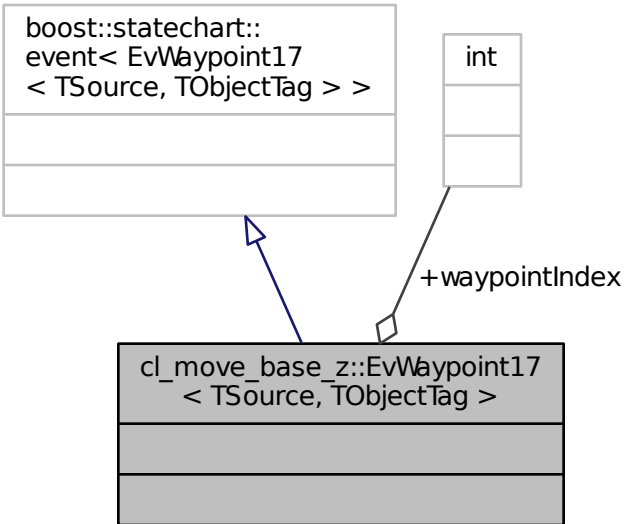 boost::statechart::
event< EvWaypoint17
< TSource, TObjectTag > >
int
+waypointIndex
cl_move_base_z::EvWaypoint17
< TSource, TObjectTag >